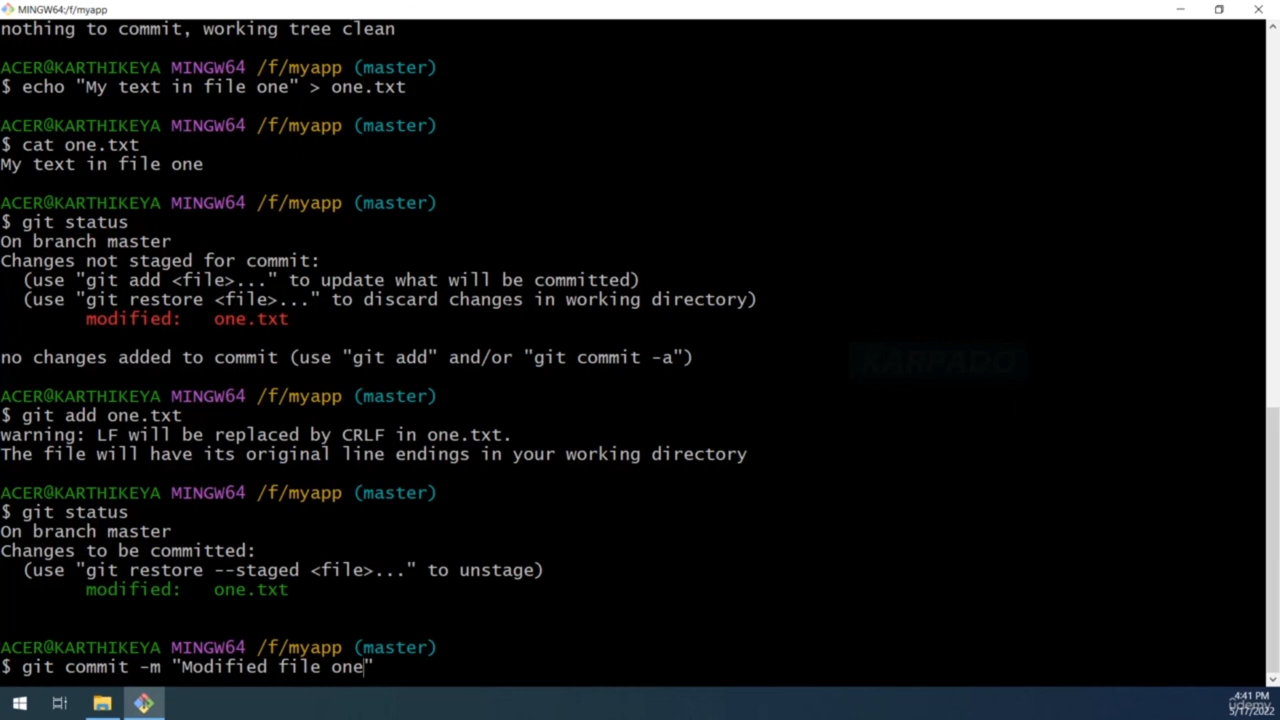 MINGW64:/f/myapp
nothing to commit, working tree clean
ACER@KARTHIKEYA MINGW64 /f/myapp (master)
$ echo "My text in file one" > one.txt
ACER@KARTHIKEYA MINGW64 /f/myapp (master)
$ cat one.txt
My text in file one
ACER@KARTHIKEYA MINGW64 /f/myapp (master)
$ git status
On branch master
Changes not staged for commit:
(use "git add <file>..." to update what will be committed)
(use "git restore <file>..." to discard changes in working directory)
modified: one.txt
no changes added to commit (use "git add" and/or "git commit -a")
KARPADO
ACER@KARTHIKEYA MINGW64 /f/myapp (master)
$ git add one.txt
warning: LF will be replaced by CRLF in one.txt.
The file will have its original line endings in your working directory
ACER@KARTHIKEYA MINGW64 /f/myapp (master)
$ git status
On branch master
Changes to be committed:
(use "git restore --staged <file>..." to unstage)
modified: one.txt
ACER@KARTHIKEYA MINGW64 /f/myapp (master)
$ git commit -m "Modified file one"
4:41 PM
5/17/2022
udemy